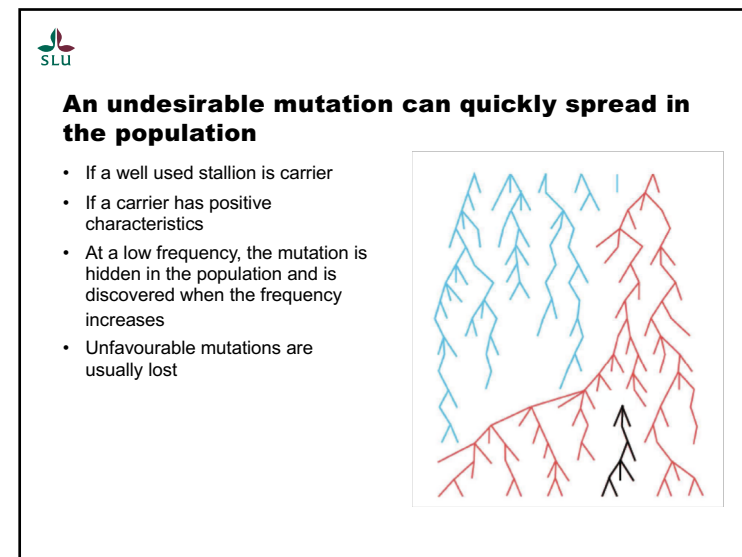 SLU
An undesirable mutation can quickly spread in
the population
• If a well used stallion is carrier
• If a carrier has positive
characteristics
• At a low frequency, the mutation is
hidden in the population and is
discovered when the frequency
increases
• Unfavourable mutations are
usually lost